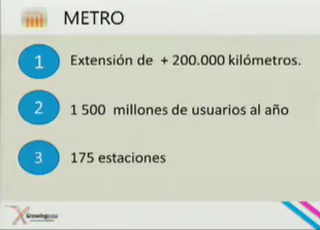 METRO
1 Extensión de + 200.000 kilómetros.
2 1 500 millones de usuarios al año
3 175 estaciones